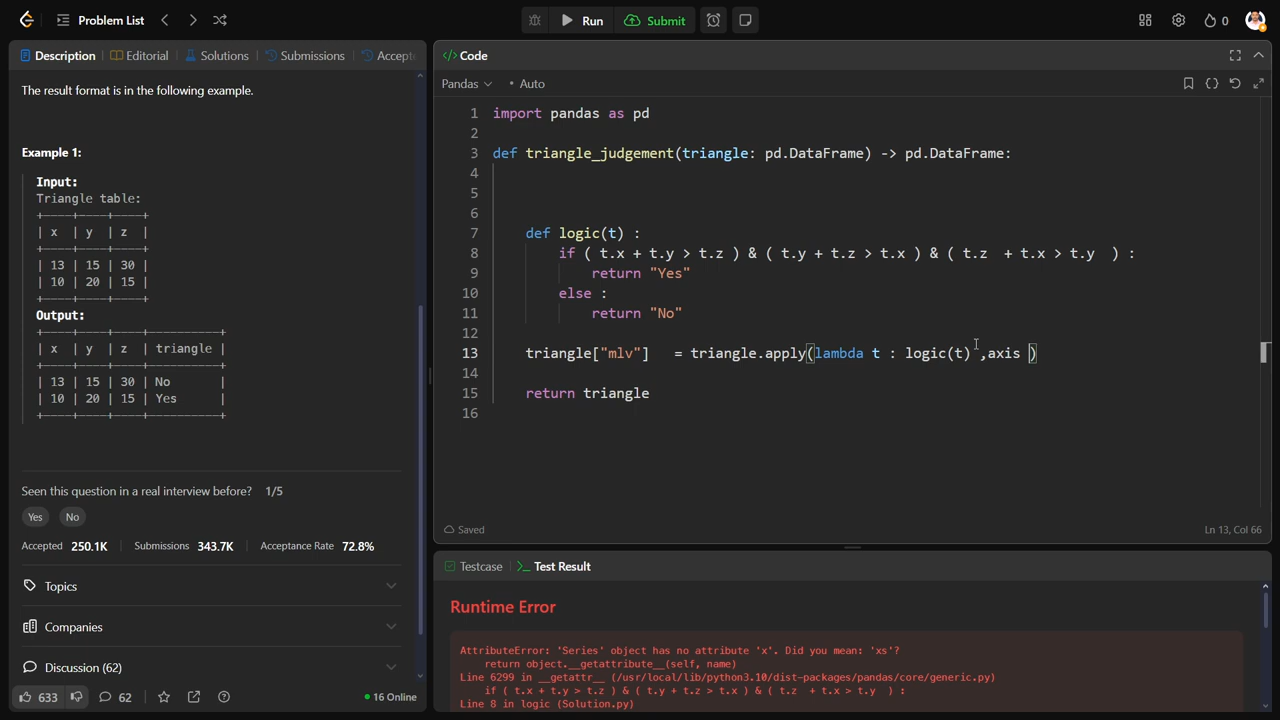 Problem List
Run
Submit
0
Description
Editorial
Solutions
Submissions
Accept
Code
Pandas
Auto
The result format is in the following example.
Example 1:
Input:
Triangle table:
+----+----+----+
| x  | y  | z  |
+----+----+----+
| 13 | 15 | 30 |
| 10 | 20 | 15 |
+----+----+----+
Output:
+----+----+----+----------+
| x  | y  | z  | triangle |
+----+----+----+----------+
| 13 | 15 | 30 | No       |
| 10 | 20 | 15 | Yes      |
+----+----+----+----------+
Seen this question in a real interview before? 1/5
Yes No
Accepted 250.1K Submissions 343.7K Acceptance Rate 72.8%
Topics
Companies
Discussion (62)
633 62 16 Online
1 import pandas as pd
2
3 def triangle_judgement(triangle: pd.DataFrame) -> pd.DataFrame:
4
5
6
7     def logic(t) :
8         if ( t.x + t.y > t.z ) & ( t.y + t.z > t.x ) & ( t.z  + t.x > t.y  ) :
9             return "Yes"
10         else :
11             return "No"
12
13     triangle["mlv"]   = triangle.apply(lambda t : logic(t) ,axis )
14
15     return triangle
16
Saved
Ln 13, Col 66
Testcase
>_ Test Result
Runtime Error
AttributeError: 'Series' object has no attribute 'x'. Did you mean: 'xs'?
return object.__getattribute__(self, name)
Line 6299 in __getattr__ (/usr/local/lib/python3.10/dist-packages/pandas/core/generic.py)
if ( t.x + t.y > t.z ) & ( t.y + t.z > t.x ) & ( t.z  + t.x > t.y  ) :
Line 8 in logic (Solution.py)